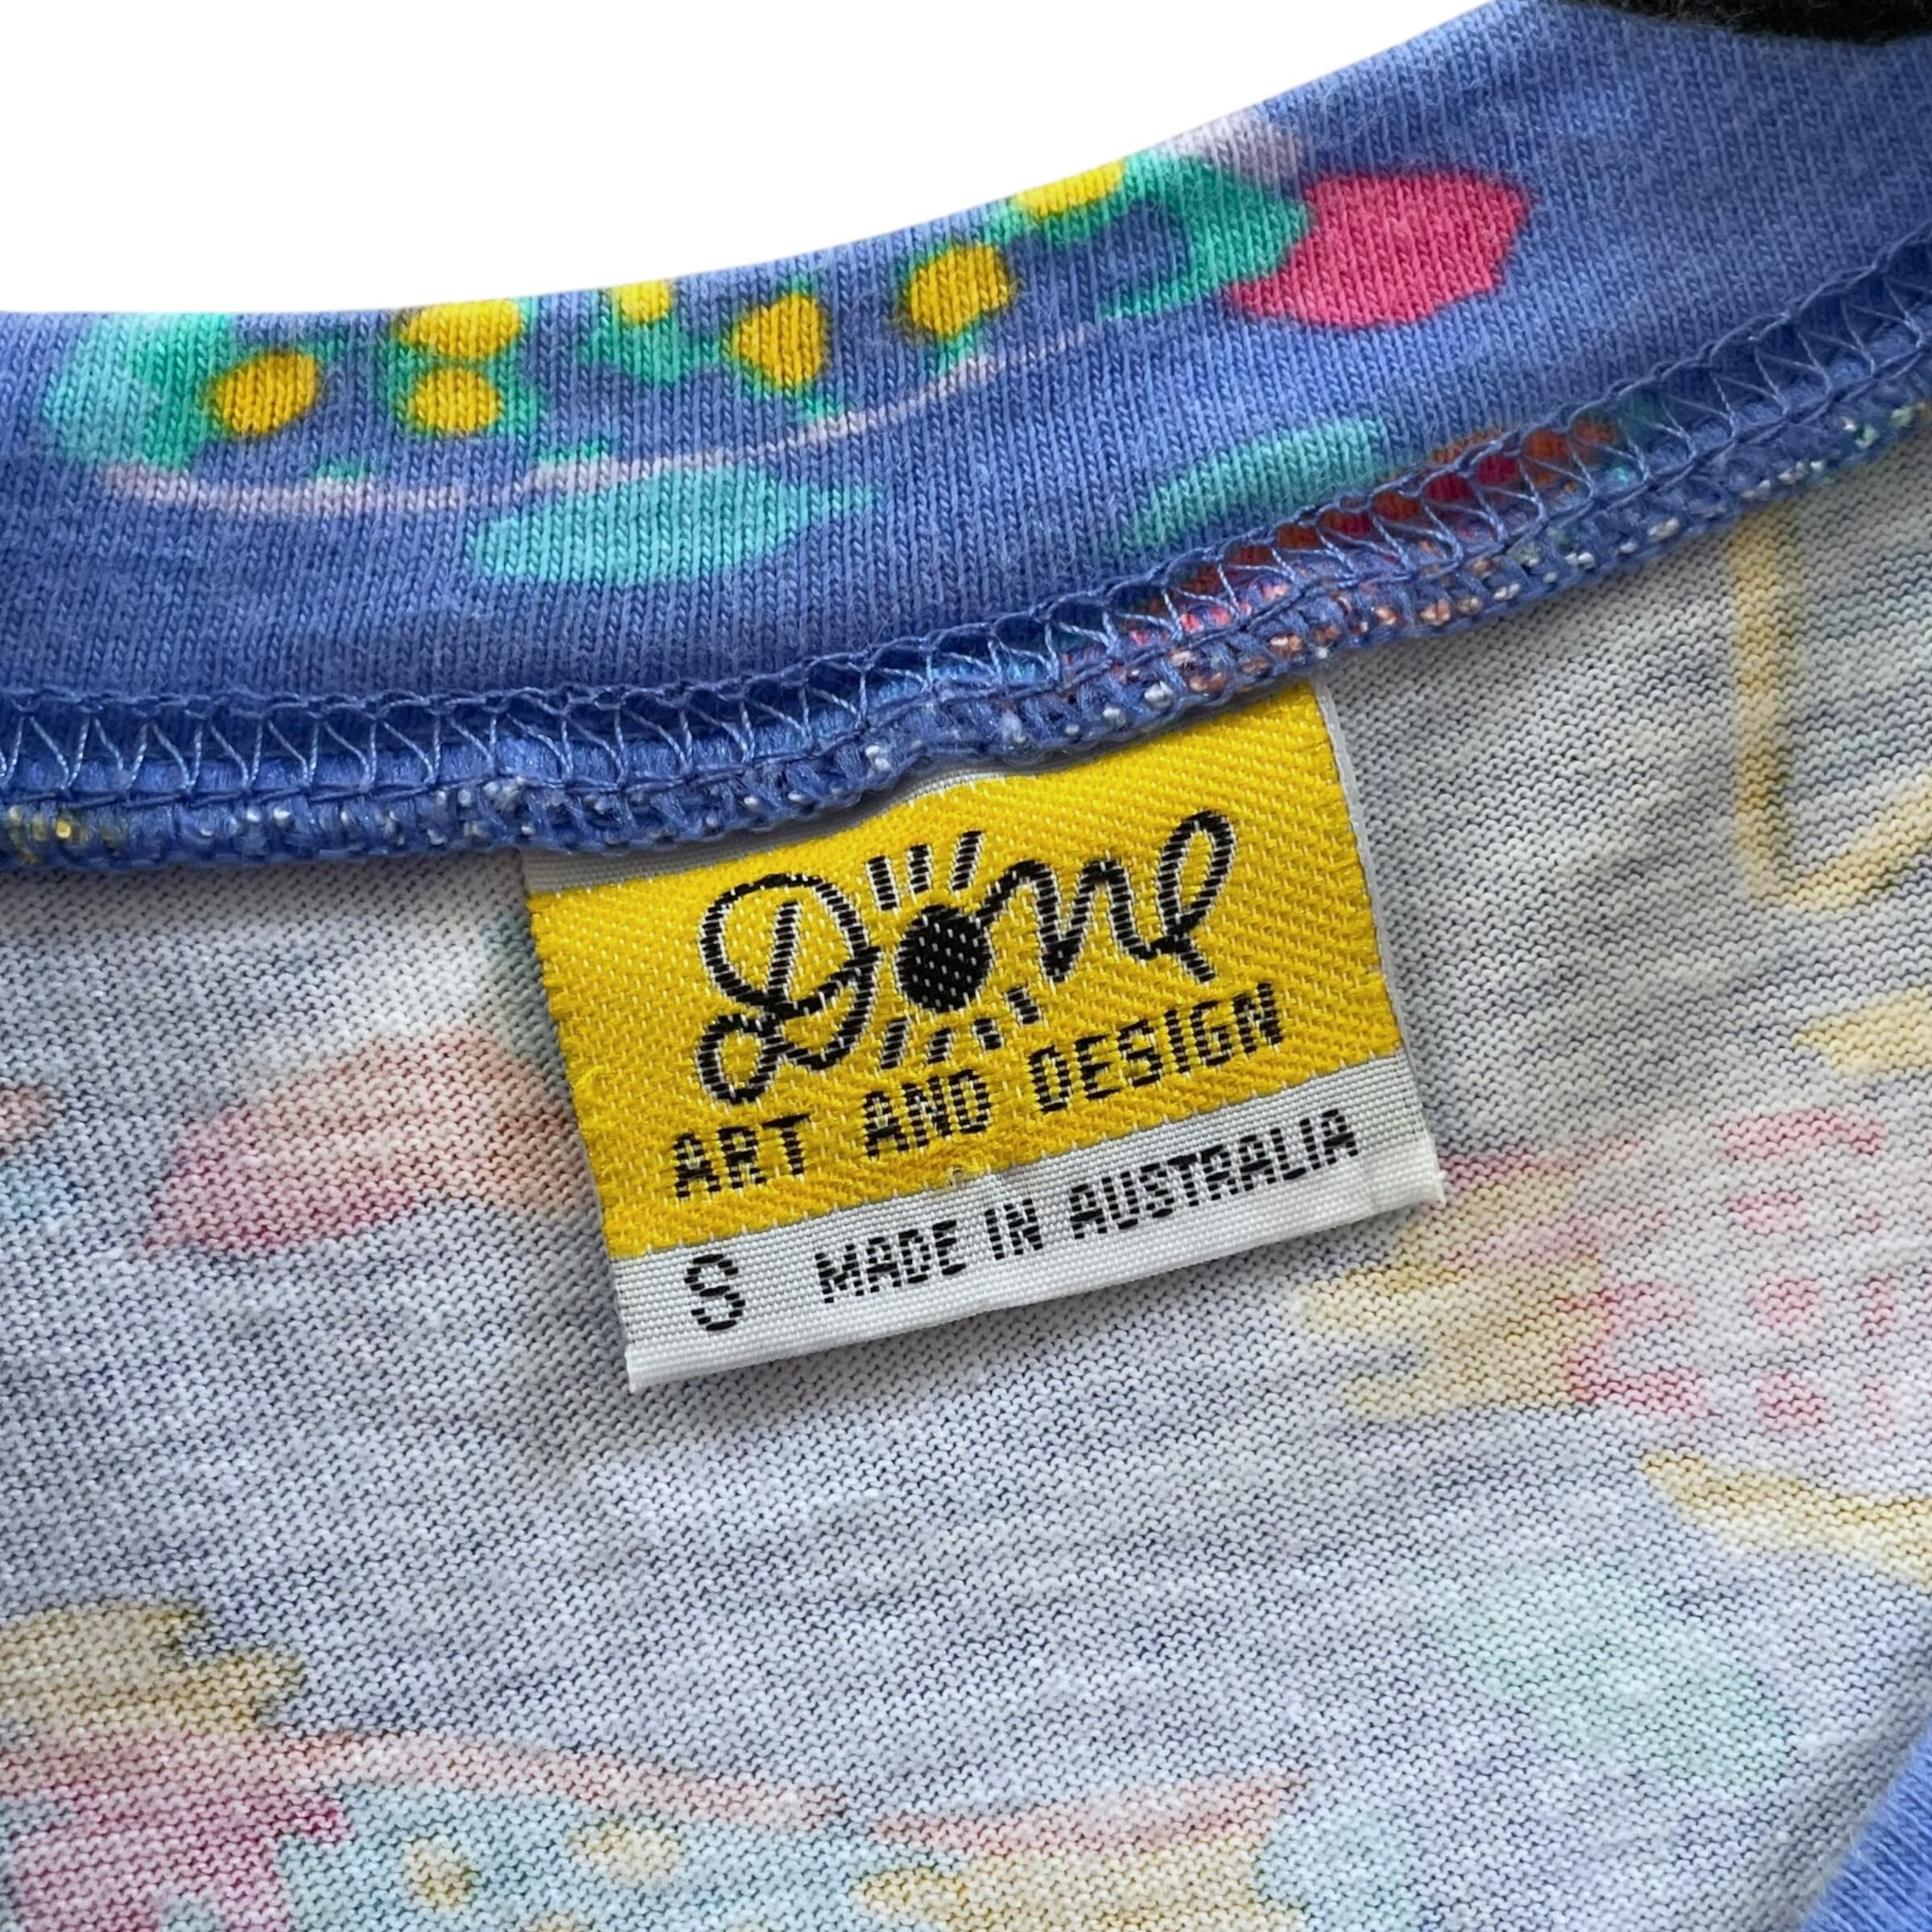 Done
ART AND DESIGN
S MADE IN AUSTRALIA